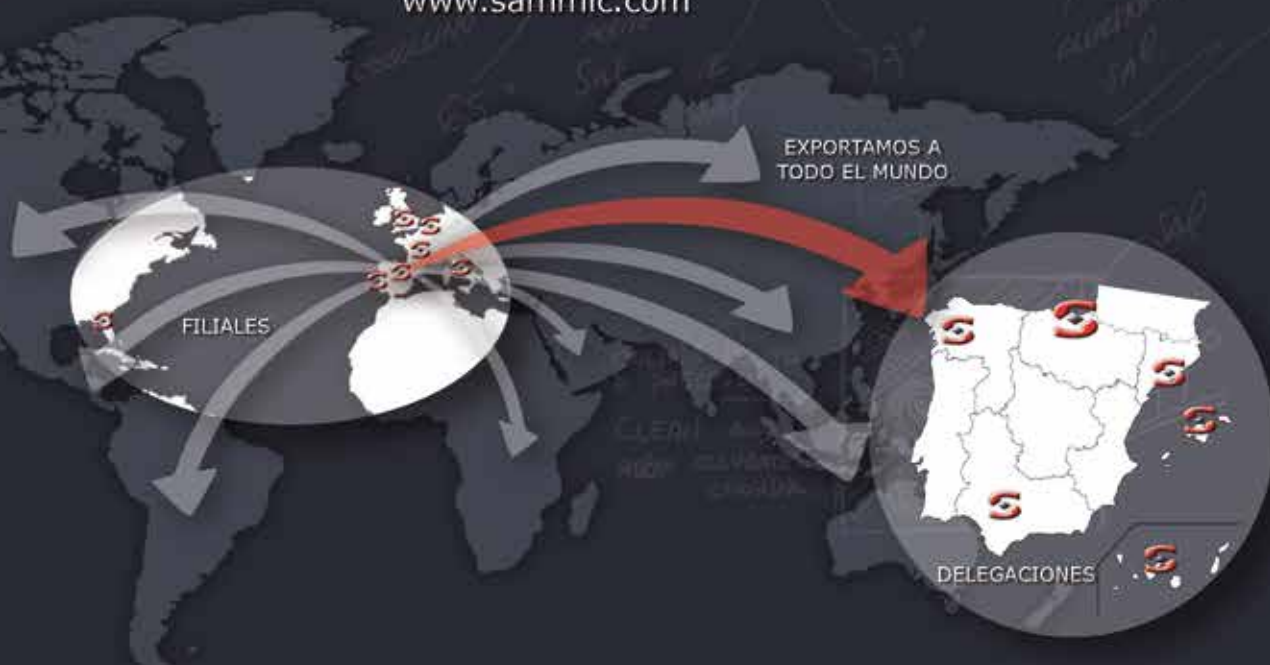 www.sammic.com
EXPORTAMOS A
TODO EL MUNDO
FILIALES
DELEGACIONES